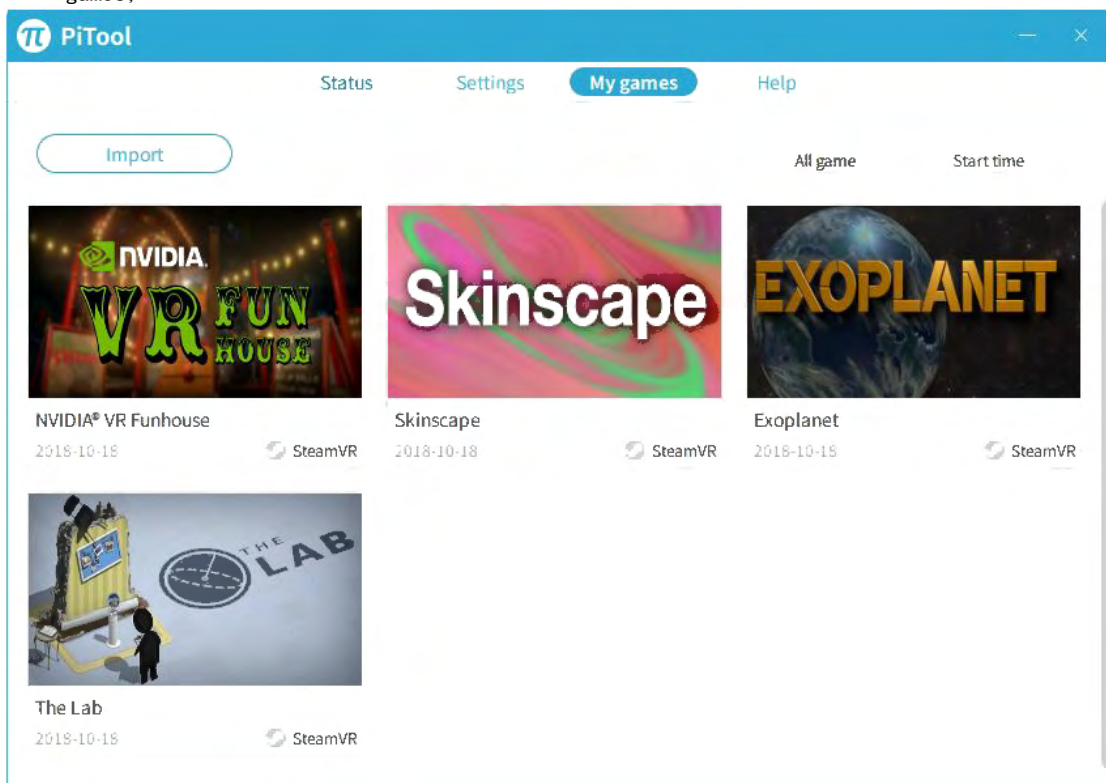 π PiTool
Status Settings My games Help
Import All game Start time
NVIDIA.
VR FUN
HOUSE
Skinscape
EXOPLANET
NVIDIA® VR Funhouse Skinscape Exoplanet
2018-10-18 SteamVR 2018-10-18 SteamVR 2018-10-18 SteamVR
THE
LAB
The Lab
2018-10-18 SteamVR